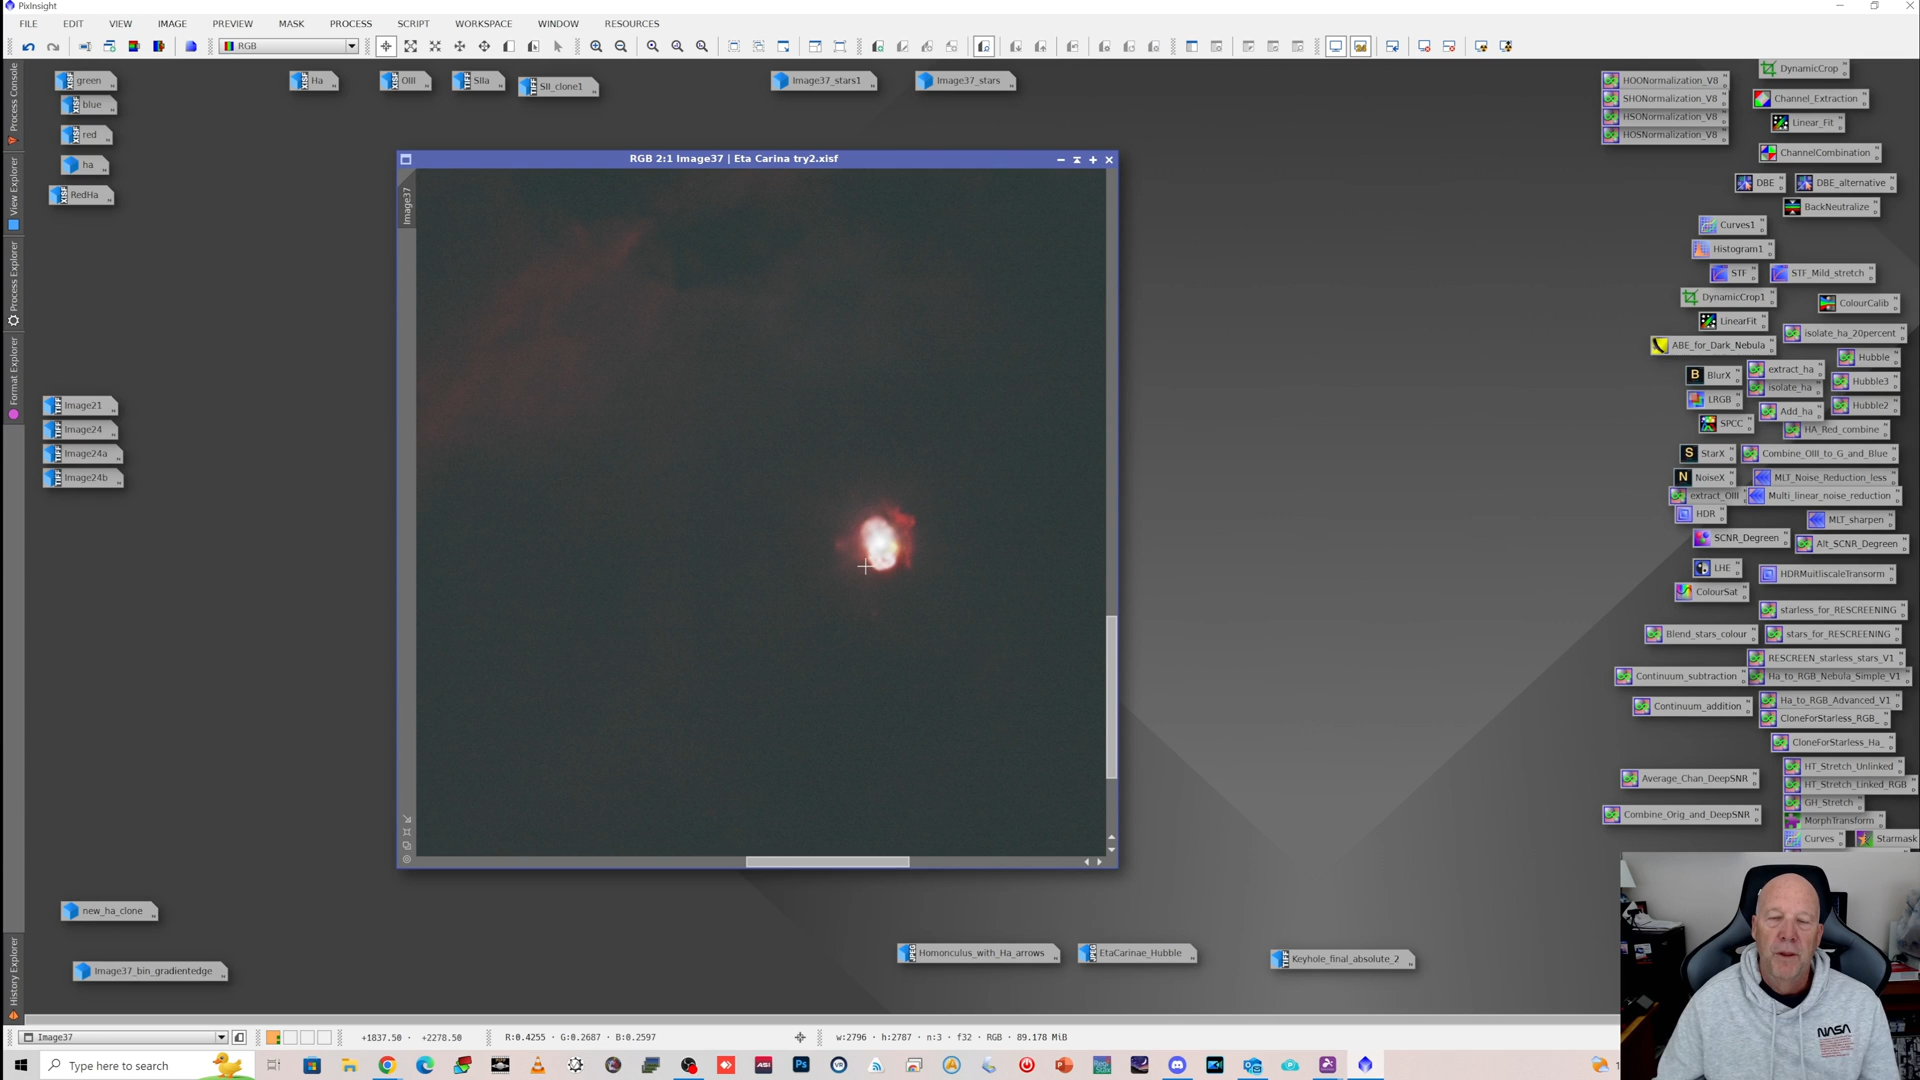 PixInsight
FILE EDIT VIEW IMAGE PROCESS SCRIPT WORKSPACE WINDOW RESOURCES
RGB
green
blue
red
ha
RedHa
Ha
OIII
SIIa
SII_clone1
Image37_stars1
Image37_stars
Process Console
View Explorer
Process Explorer
Format Explorer
History Explorer
RGB 2:1 Image37 | Eta Carina try2.xisf
Image37
Image21
Image24
Image24a
Image24b
new_ha_clone
Image37_bin_gradientedge
Homonculus_with_Ha_arrows
EtaCarinae_Hubble
Keyhole_final_absolute_2
HOONormalization_V8
SHONormalization_V8
HSONormalization_V8
HOSNormalization_V8
DynamicCrop
Channel_Extraction
Linear_Fit
ChannelCombination
DBE
DBE_alternative
BackNeutralize
Curves1
Histogram1
STF
STF_Mild_stretch
DynamicCrop1
ColourCalib
LinearFit
isolate_ha_20percent
ABE_for_Dark_Nebula
Hubble
BlurX
extract_ha
Hubble3
isolate_ha
LRGB
Hubble2
Add_ha
SPCC
HA_Red_combine
StarX
Combine_OIII_to_G_and_Blue
NoiseX
MLT_Noise_Reduction_less
extract_OIII
Multi_linear_noise_reduction
HDR
MLT_sharpen
SCNR_Degreen
Alt_SCNR_Degreen
LHE
HDRMuitliscaleTransorm
ColourSat
starless_for_RESCREENING
Blend_stars_colour
stars_for_RESCREENING
RESCREEN_starless_stars_V1
Continuum_subtraction
Ha_to_RGB_Nebula_Simple_V1
Continuum_addition
Ha_to_RGB_Advanced_V1
CloneForStarless_RGB_
CloneForStarless_Ha_
HT_Stretch_Unlinked
Average_Chan_DeepSNR
HT_Stretch_Linked_RGB
GH_Stretch
Combine_Orig_and_DeepSNR
MorphTransform
Curves
Starmask
NASA
Image37
+1837.50 +2278.50
R:0.4255 · G:0.2687 · B:0.2597
w:2796 · h:2787 · n:3 · f32 · RGB · 89.178 MiB
Type here to search